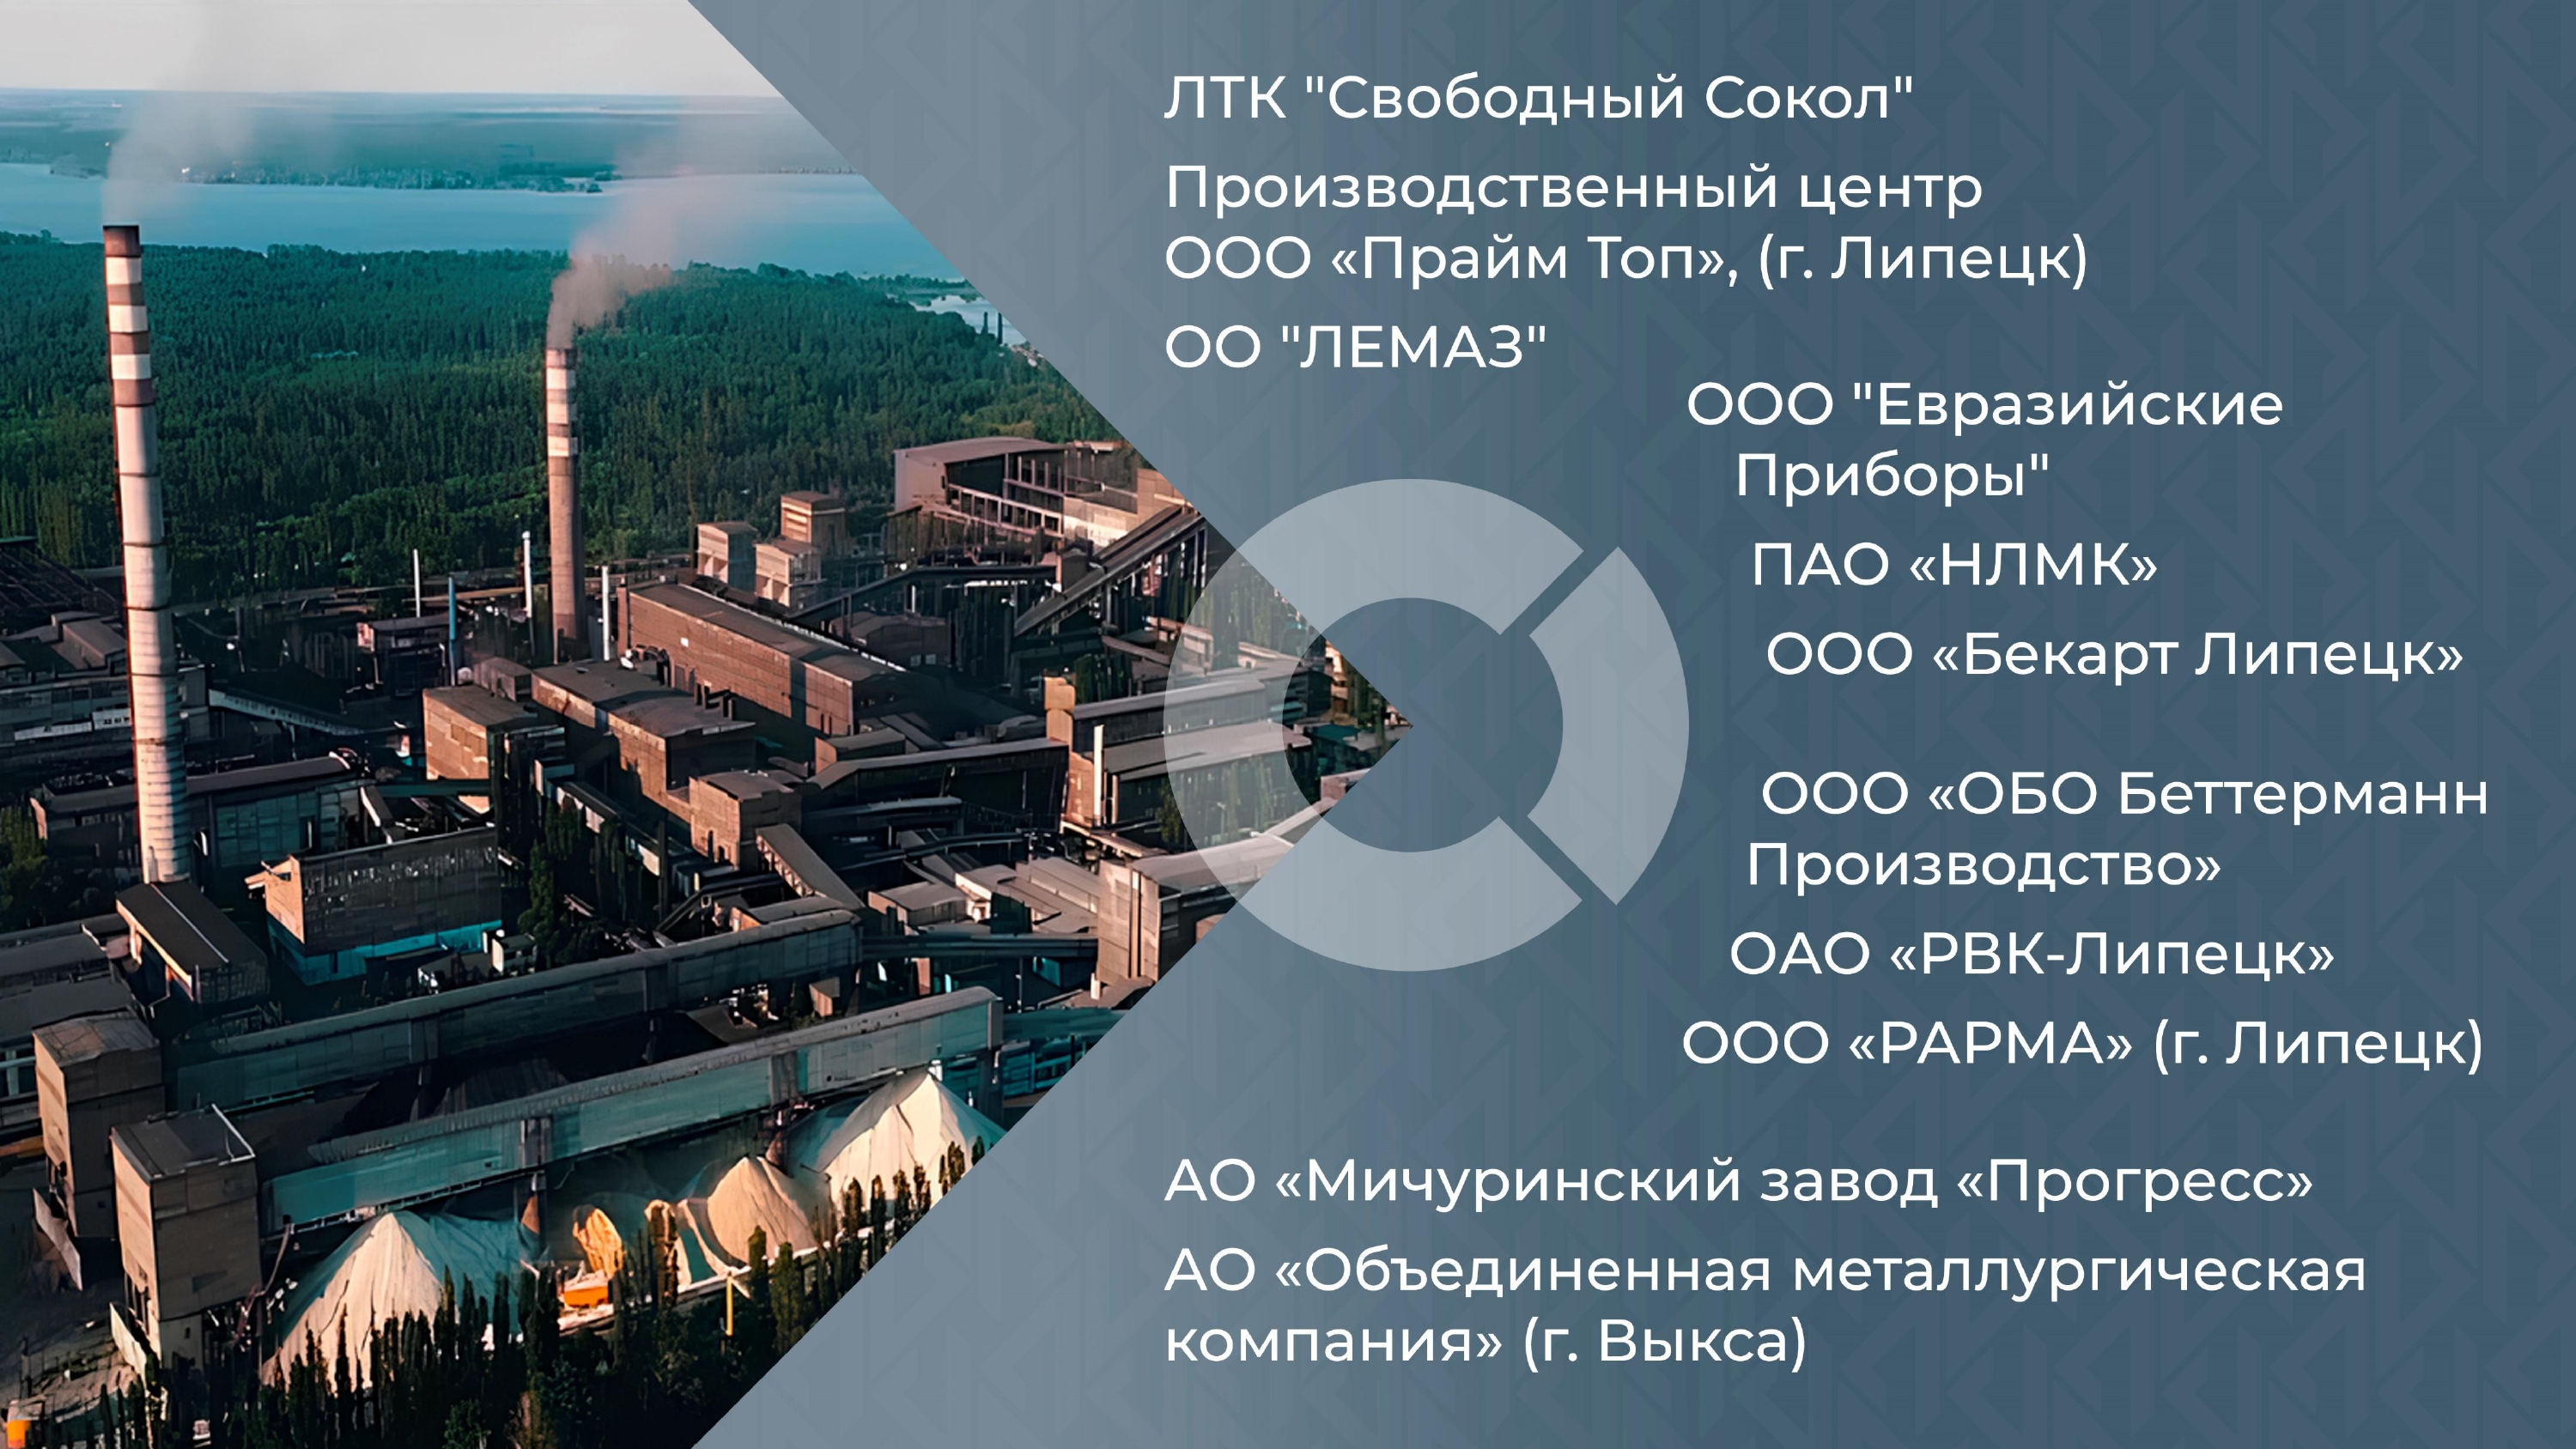 ЛТК "Свободный Сокол"
Производственный центр
ООО «Прайм Топ», (г. Липецк)
ОО "ЛЕМАЗ"
ООО "Евразийские
Приборы"
ПАО «НЛМК»
ООО «Бекарт Липецк»
ООО «ОБО Беттерманн
Производство»
ОАО «РВК-Липецк»
ООО «РАРМА» (г. Липецк)
АО «Мичуринский завод «Прогресс»
АО «Объединенная металлургическая
компания» (г. Выкса)